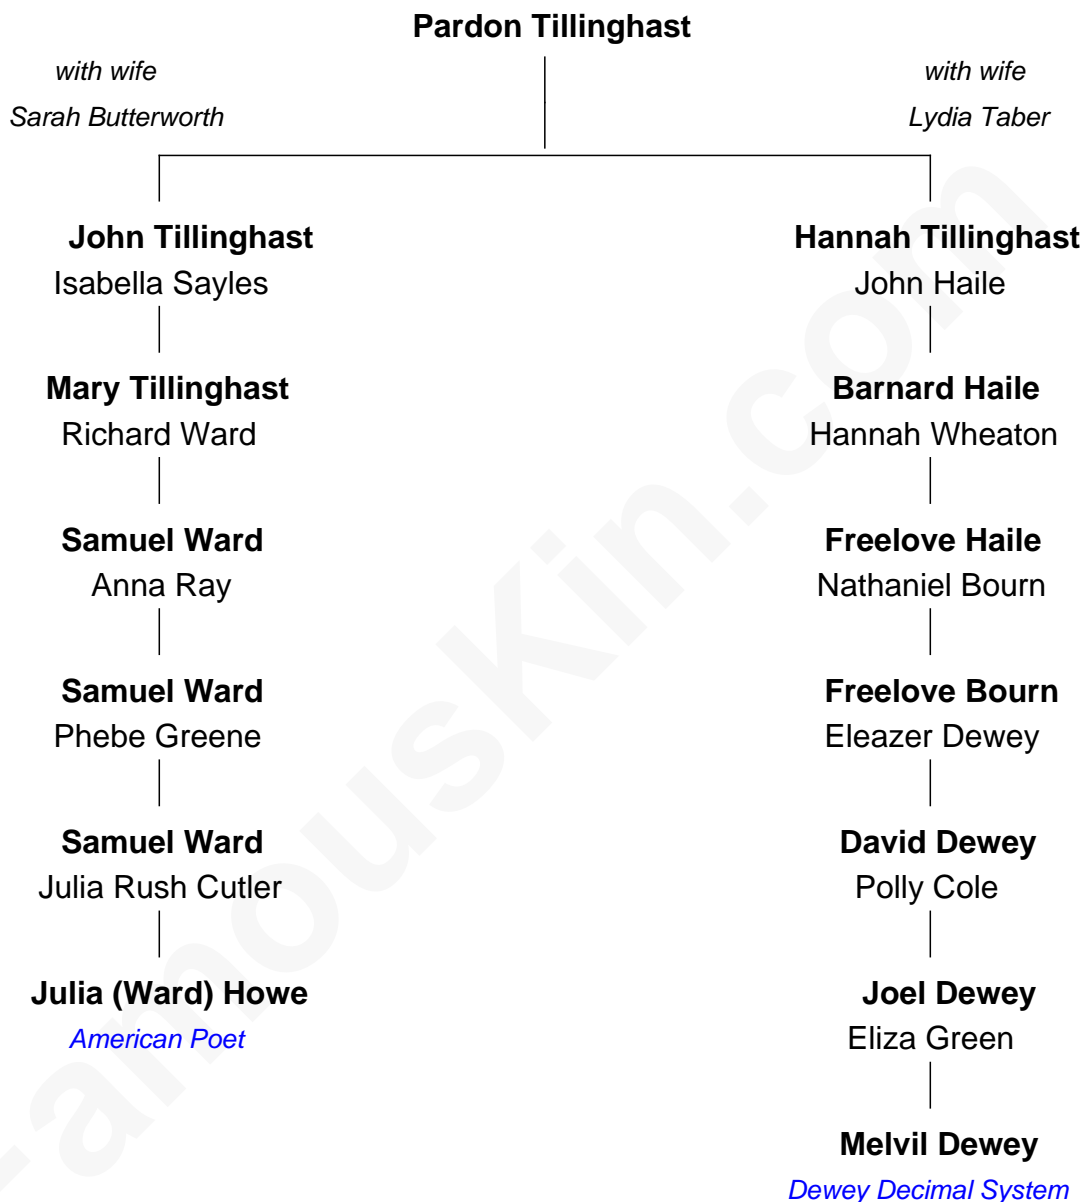 Pardon Tillinghast
with wife
Sarah Butterworth
with wife
Lydia Taber
John Tillinghast
Isabella Sayles
Hannah Tillinghast
John Haile
Mary Tillinghast
Richard Ward
Barnard Haile
Hannah Wheaton
Samuel Ward
Anna Ray
Freelove Haile
Nathaniel Bourn
Samuel Ward
Phebe Greene
Freelove Bourn
Eleazer Dewey
Samuel Ward
Julia Rush Cutler
David Dewey
Polly Cole
Julia (Ward) Howe
American Poet
Joel Dewey
Eliza Green
Melvil Dewey
Dewey Decimal System
FamousKin.com